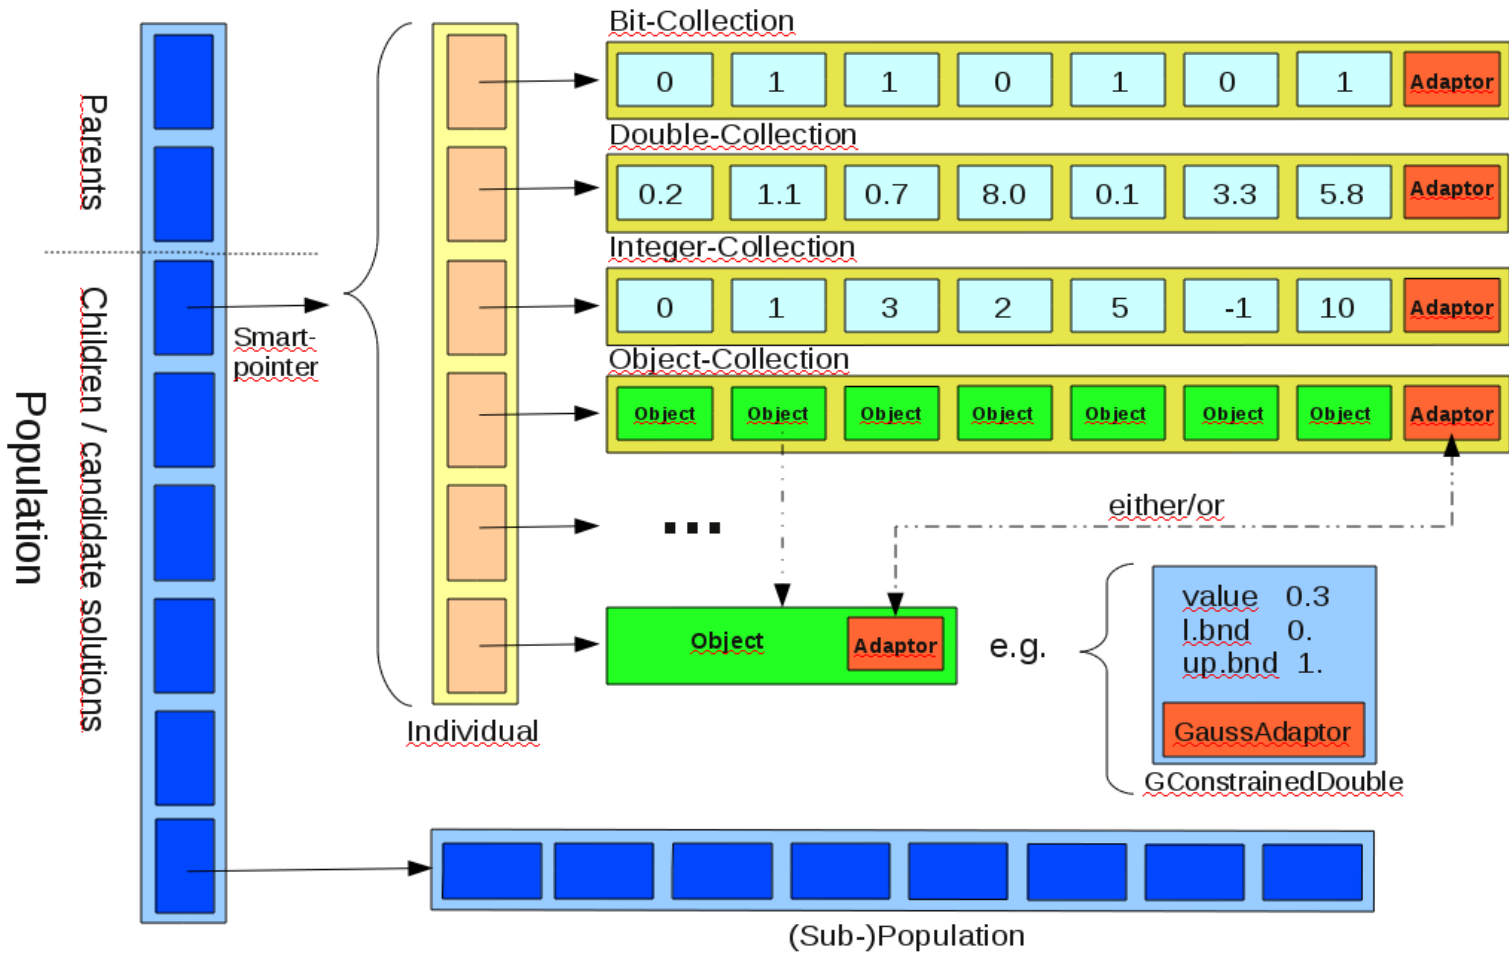 Bit-Collection
0 1 1 0 1 0 1 Adaptor
Double-Collection
0.2 1.1 0.7 8.0 0.1 3.3 5.8 Adaptor
Integer-Collection
0 1 3 2 5 -1 10 Adaptor
Object-Collection
Object Object Object Object Object Object Object Adaptor
Parents
Children / candidate solutions
Population
Smart-
pointer
...
either/or
Object Adaptor
e.g.
value 0.3
l.bnd 0.
up.bnd 1.
GaussAdaptor
GConstrainedDouble
Individual
(Sub-)Population